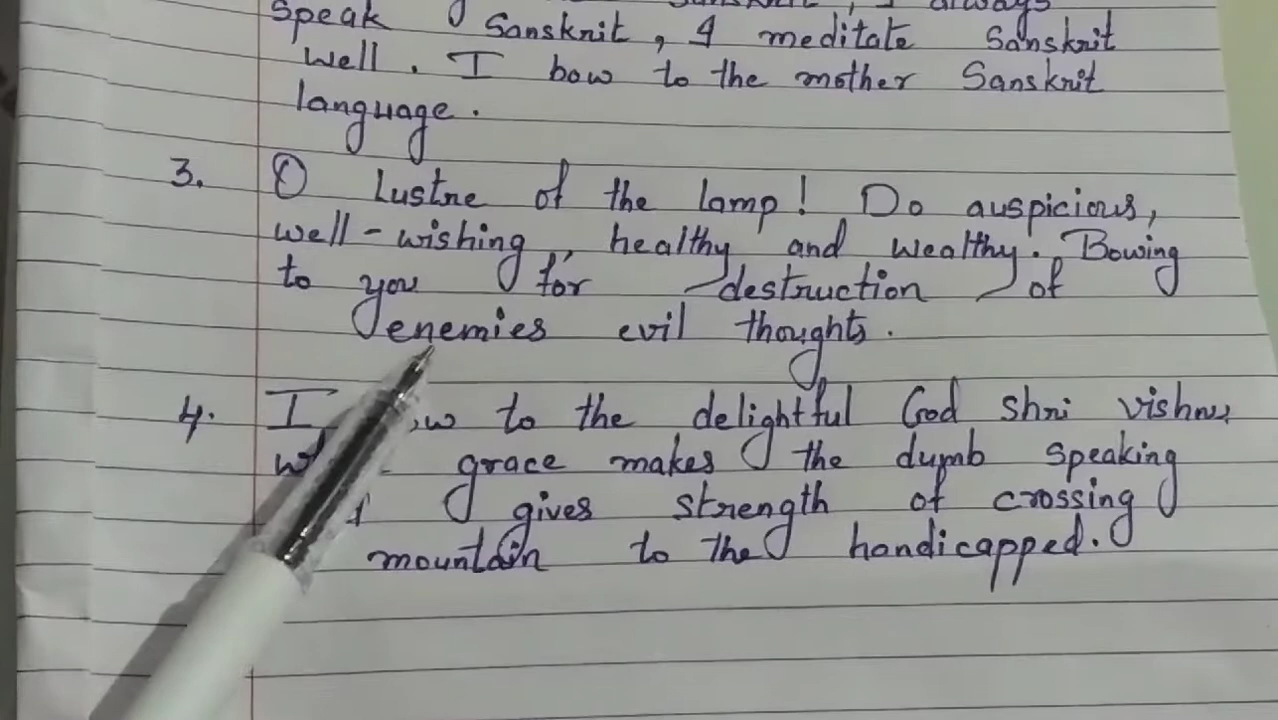 always
speak Sanskrit, I meditate Sanskrit
well. I bow to the mother Sanskrit
language.
3. O Lustre of the lamp! Do auspicious,
well-wishing, healthy and wealthy. Bowing
to you for destruction of
enemies evil thoughts.
4. I to the delightful God shri vishnu,
grace makes the dumb speaking
gives strength of crossing
mountain to the handicapped.